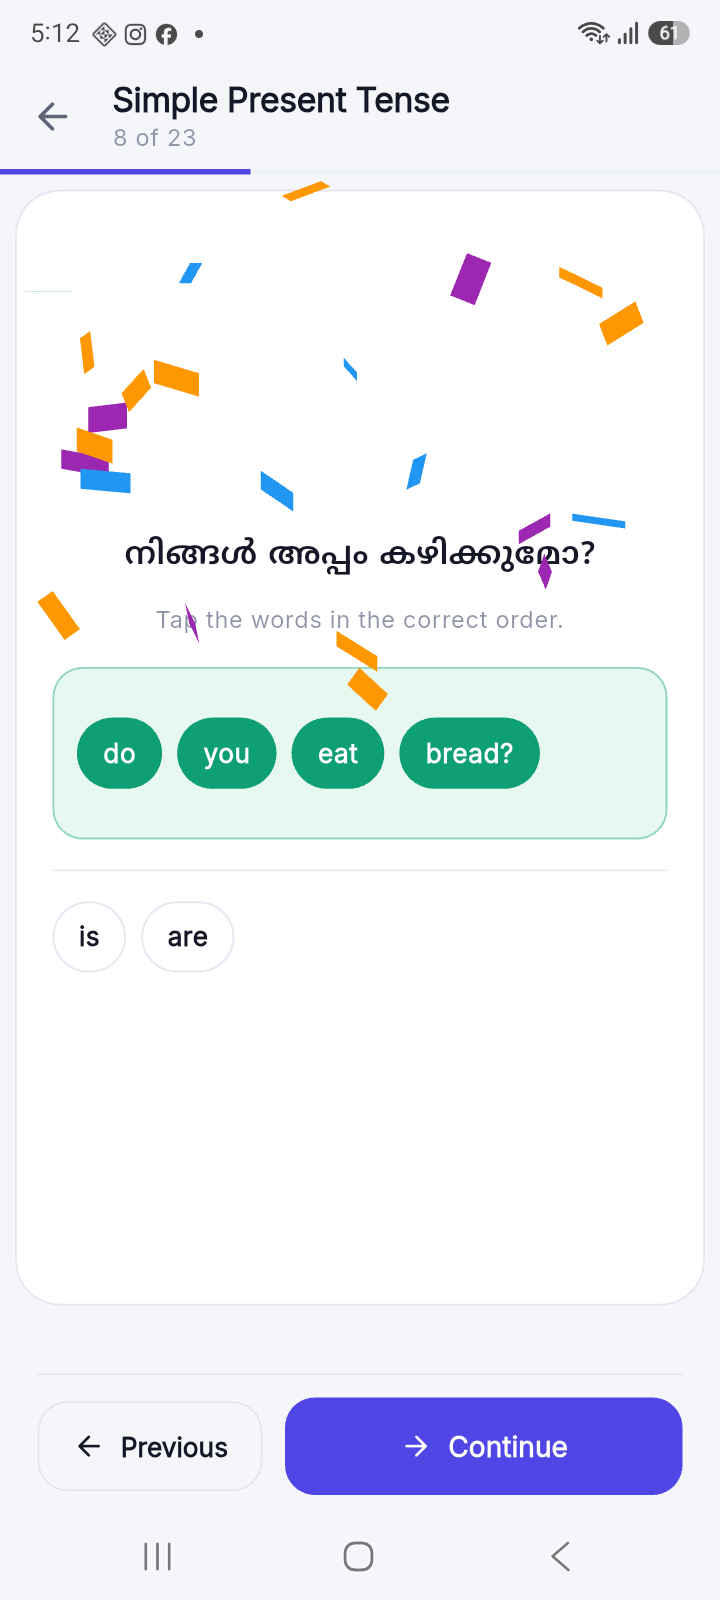 5:12
61
Simple Present Tense
8 of 23
നിങ്ങൾ അപ്പം കഴിക്കുമോ?
Tap the words in the correct order.
do you eat bread?
is are
Previous Continue